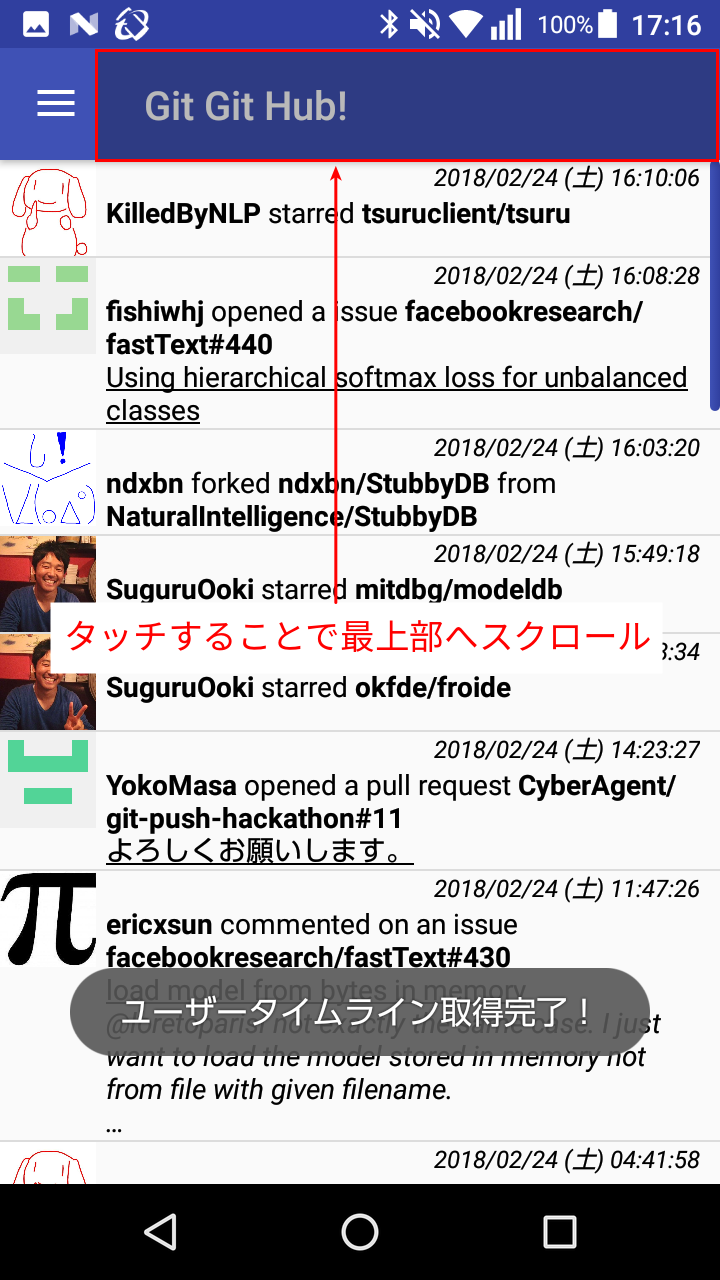 100% 17:16
Git Git Hub!
2018/02/24 (土) 16:10:06
KilledByNLP starred tsuruclient/tsuru
2018/02/24 (土) 16:08:28
fishiwhj opened a issue facebookresearch/
fastText#440
Using hierarchical softmax loss for unbalanced
classes
2018/02/24 (土) 16:03:20
ndxbn forked ndxbn/StubbyDB from
NaturalIntelligence/StubbyDB
2018/02/24 (土) 15:49:18
SuguruOoki starred mitdbg/modeldb
タッチすることで最上部へスクロール
3:34
SuguruOoki starred okfde/froide
2018/02/24 (土) 14:23:27
YokoMasa opened a pull request CyberAgent/
git-push-hackathon#11
よろしくお願いします。
2018/02/24 (土) 11:47:26
ericxsun commented on an issue
facebookresearch/fastText#430
load model from bytes in memory
ユーザータイムライン取得完了！
@loretoparisi not exactly the same case. I just
want to load the model stored in memory not
from file with given filename.
...
2018/02/24 (土) 04:41:58